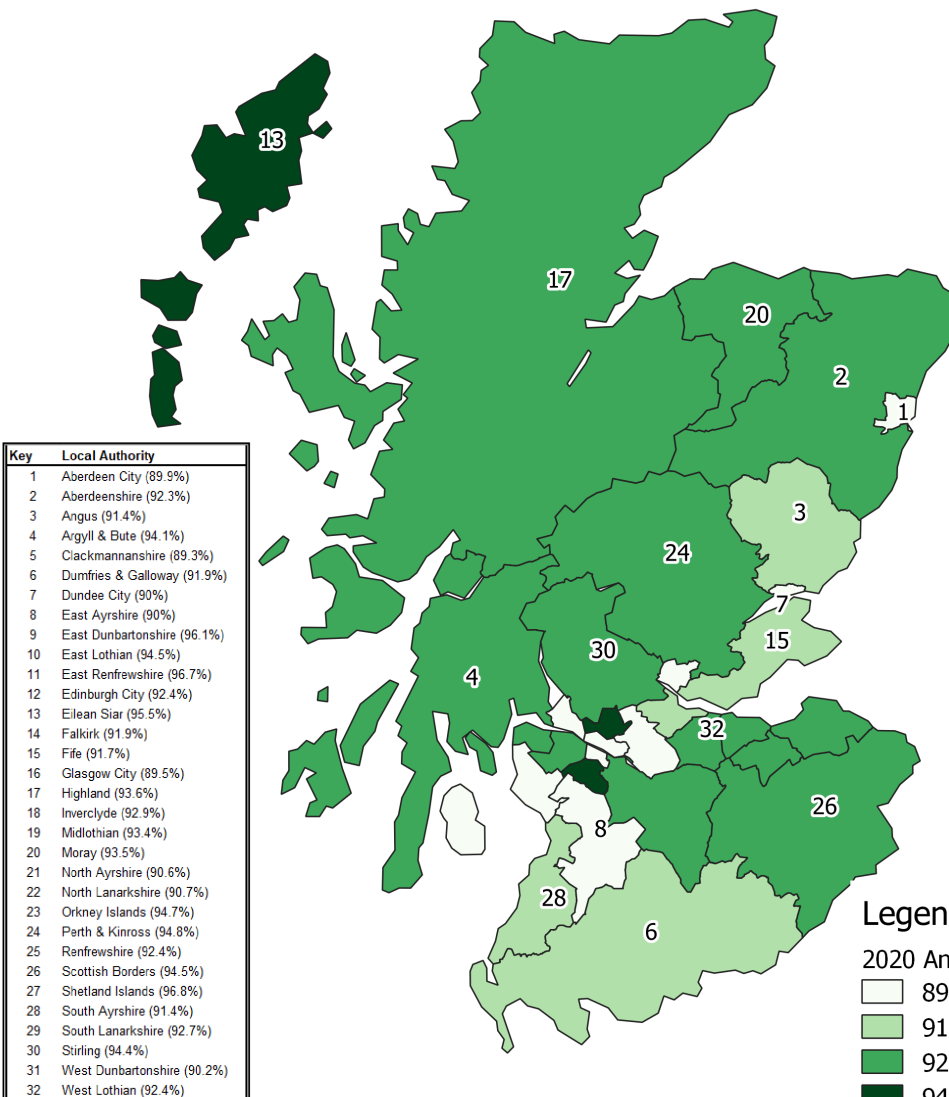 13
17
20
2
1
3
24
7
15
30
4
32
26
8
28
6
Key Local Authority
1 Aberdeen City (89.9%)
2 Aberdeenshire (92.3%)
3 Angus (91.4%)
4 Argyll & Bute (94.1%)
5 Clackmannanshire (89.3%)
6 Dumfries & Galloway (91.9%)
7 Dundee City (90%)
8 East Ayrshire (90%)
9 East Dunbartonshire (96.1%)
10 East Lothian (94.5%)
11 East Renfrewshire (96.7%)
12 Edinburgh City (92.4%)
13 Eilean Siar (95.5%)
14 Falkirk (91.9%)
15 Fife (91.7%)
16 Glasgow City (89.5%)
17 Highland (93.6%)
18 Inverclyde (92.9%)
19 Midlothian (93.4%)
20 Moray (93.5%)
21 North Ayrshire (90.6%)
22 North Lanarkshire (90.7%)
23 Orkney Islands (94.7%)
24 Perth & Kinross (94.8%)
25 Renfrewshire (92.4%)
26 Scottish Borders (94.5%)
27 Shetland Islands (96.8%)
28 South Ayrshire (91.4%)
29 South Lanarkshire (92.7%)
30 Stirling (94.4%)
31 West Dunbartonshire (90.2%)
32 West Lothian (92.4%)
Legen
2020 An
89
91
92
94